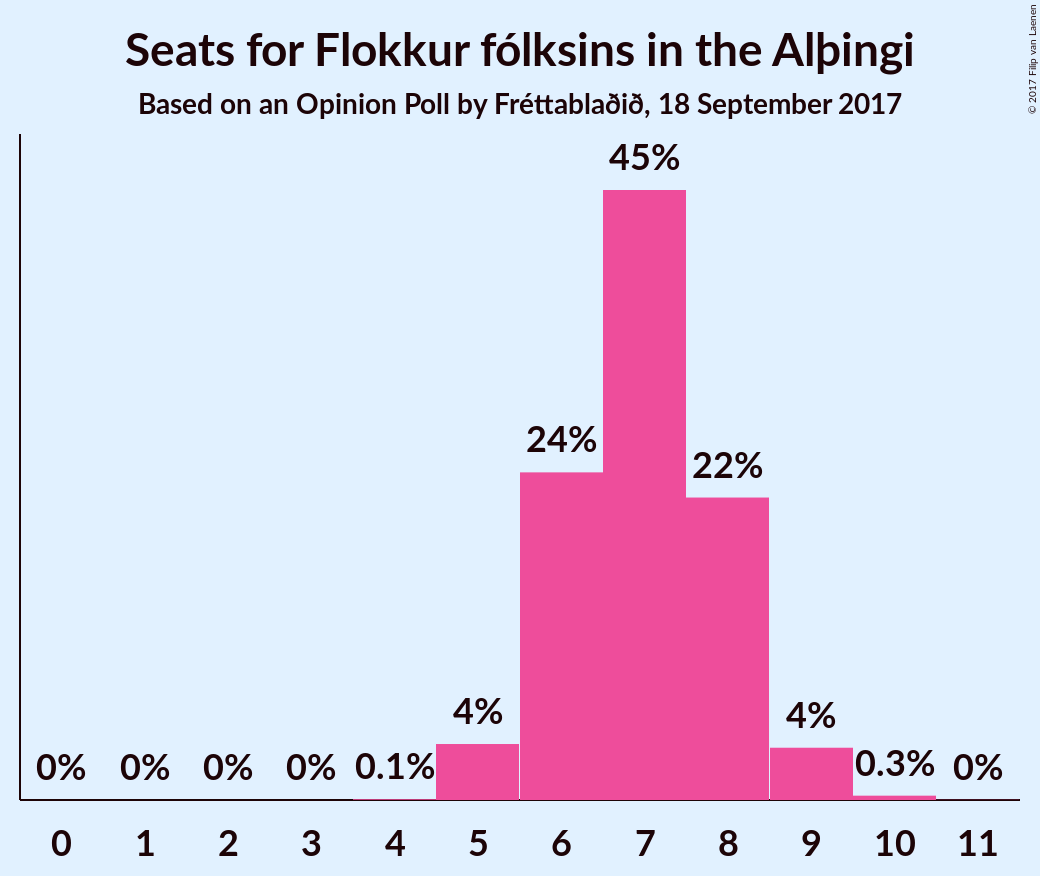 Seats for Flokkur fólksins in the Alþingi
Based on an Opinion Poll by Fréttablaðið, 18 September 2017
© 2017 Filip van Laenen
45%
24%
22%
4%
4%
0% 0% 0% 0% 0.1% 0.3% 0%
0 1 2 3 4 5 6 7 8 9 10 11